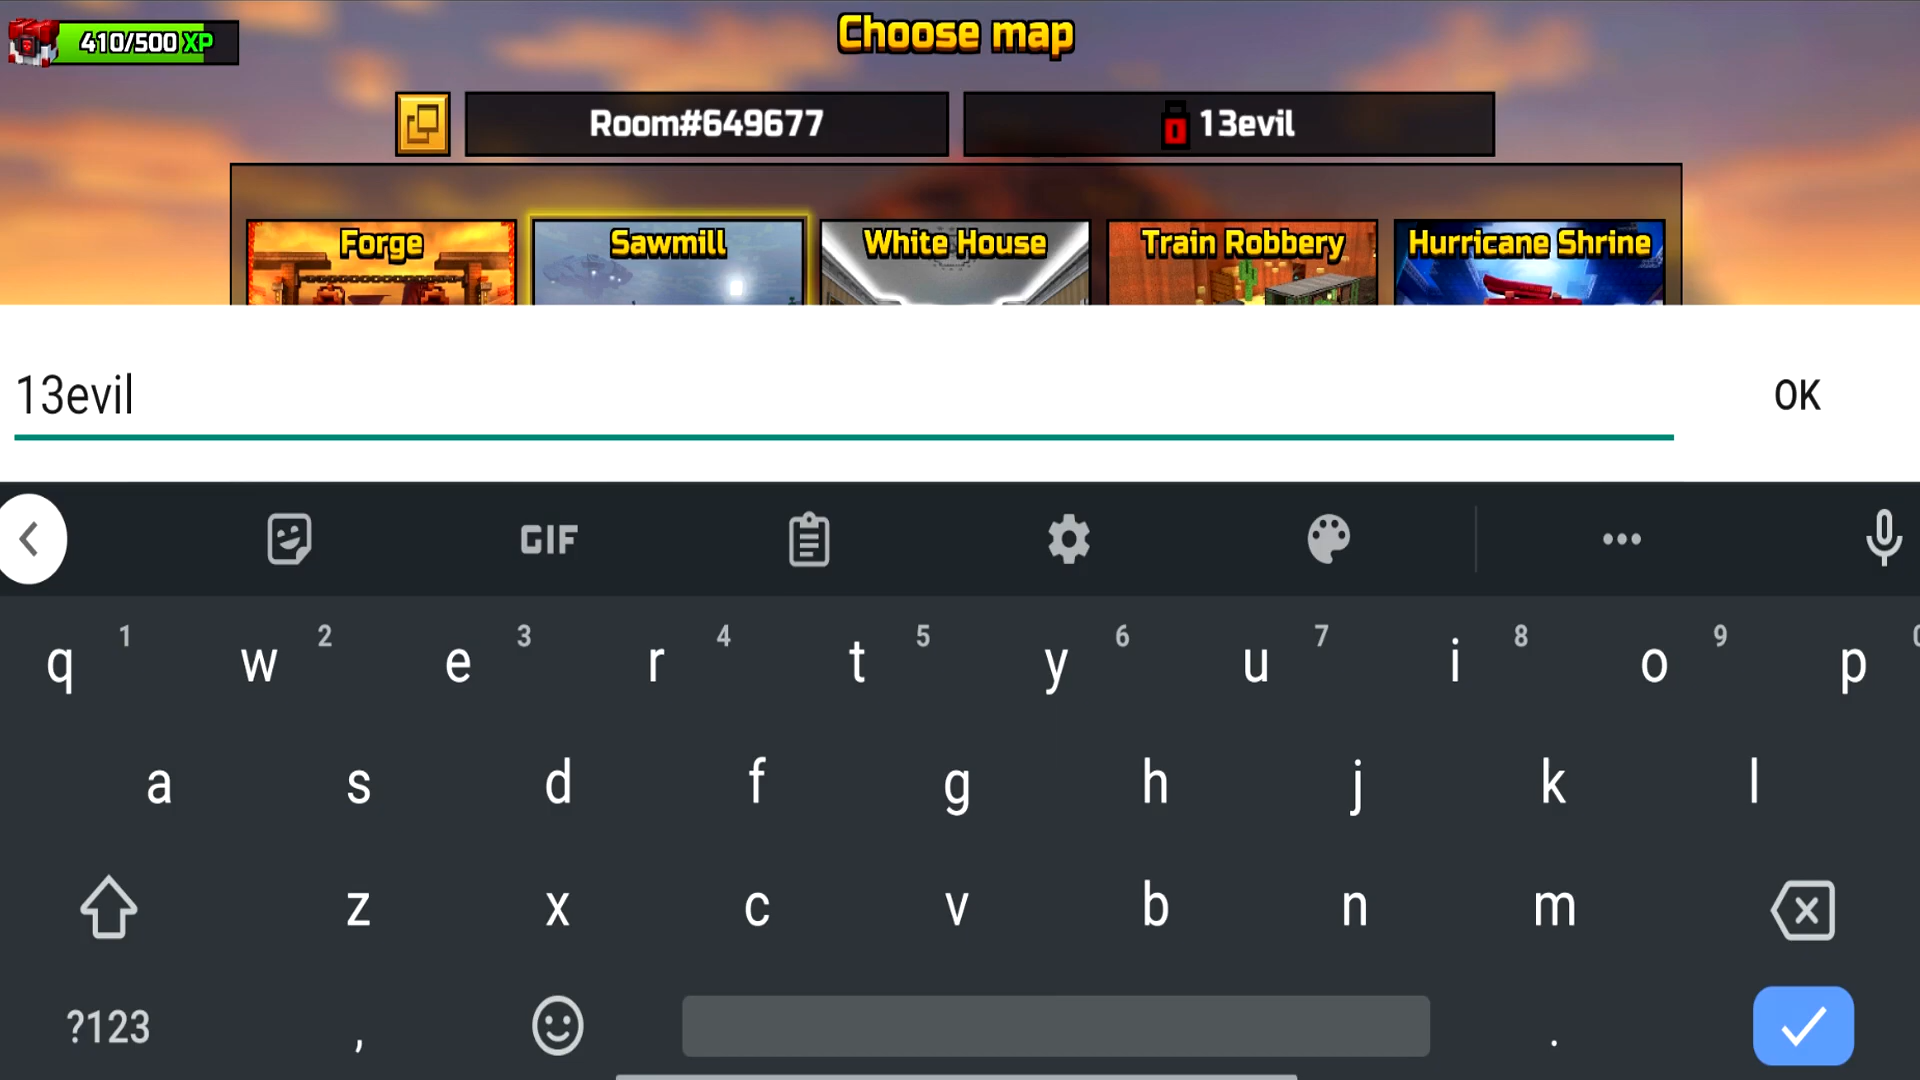 410/500 XP
Choose map
Room#649677
13evil
Forge
Sawmill
White House
Train Robbery
Hurricane Shrine
13evil
OK
GIF
q 1 w 2 e 3 r 4 t 5 y 6 u 7 i 8 o 9 p 0
a s d f g h j k l
z x c v b n m
?123 , .